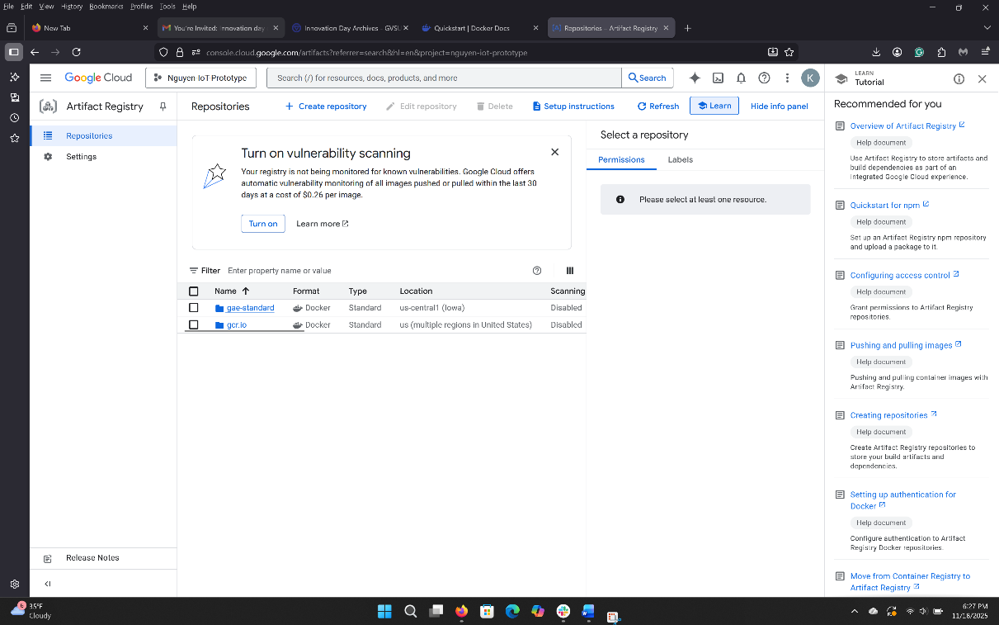 File Edit View History Bookmarks Profiles Tools Help
New Tab
You're Invited: innovation day
Innovation Day Archives - GVSU
Quickstart | Docker Docs
Repositories – Artifact Registry
console.cloud.google.com/artifacts?referrer=search&hl=en&project=nguyen-iot-prototype
Google Cloud
Nguyen-IoT-Prototype
Search (/) for resources, docs, products, and more
Search
K
LEARN
Tutorial
Artifact Registry
Repositories
Create repository
Edit repository
Delete
Setup instructions
Refresh
Learn
Hide info panel
Repositories
Settings
Turn on vulnerability scanning
Your registry is not being monitored for known vulnerabilities. Google Cloud offers
automatic vulnerability monitoring of all images pushed or pulled within the last 30
days at a cost of $0.26 per image.
Turn on
Learn more
Filter Enter property name or value
Name Format Type Location Scanning
gae-standard Docker Standard us-central1 (Iowa) Disabled
gcr.io Docker Standard us (multiple regions in United States) Disabled
Select a repository
Permissions Labels
Please select at least one resource.
Recommended for you
Overview of Artifact Registry
Help document
Use Artifact Registry to store artifacts and
build dependencies as part of an
integrated Google Cloud experience.
Quickstart for npm
Help document
Set up an Artifact Registry npm repository
and upload a package to it.
Configuring access control
Help document
Grant permissions to Artifact Registry
repositories.
Pushing and pulling images
Help document
Pushing and pulling container images with
Artifact Registry.
Creating repositories
Help document
Create Artifact Registry repositories to
store your build artifacts and
dependencies.
Setting up authentication for
Docker
Help document
Configure authentication to Artifact
Registry Docker repositories.
Move from Container Registry to
Artifact Registry
Release Notes
35°F
Cloudy
6:27 PM
11/18/2025